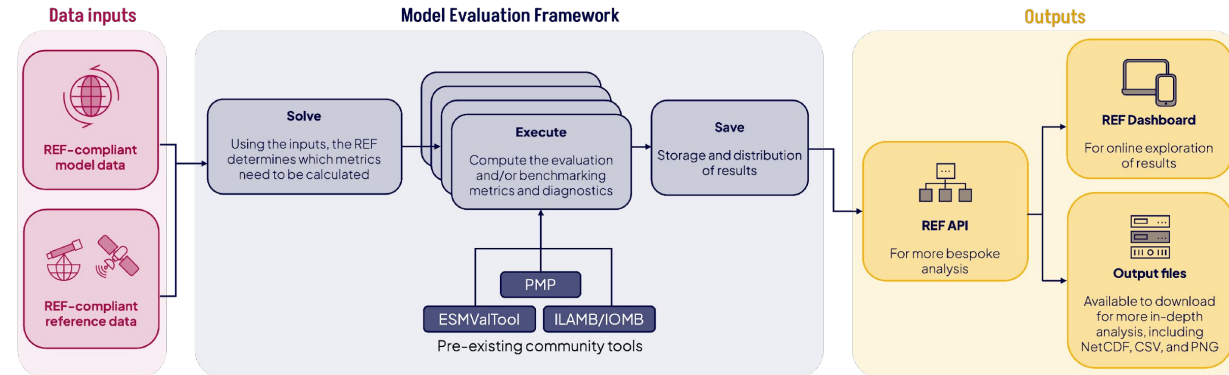 Data inputs
REF-compliant
model data
REF-compliant
reference data
Model Evaluation Framework
Solve
Using the inputs, the REF
determines which metrics
need to be calculated
Execute
Compute the evaluation
and/or benchmarking
metrics and diagnostics
Save
Storage and distribution
of results
PMP
ESMValTool
ILAMB/IOMB
Pre-existing community tools
Outputs
REF API
For more bespoke
analysis
REF Dashboard
For online exploration
of results
Output files
Available to download
for more in-depth
analysis, including
NetCDF, CSV, and PNG